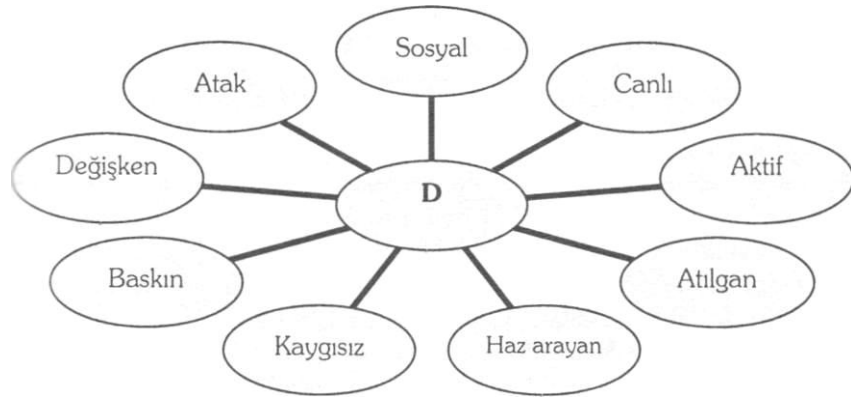 Sosyal
Atak
Canlı
Değişken
Aktif
D
Baskın
Atılgan
Kaygısız
Haz arayan